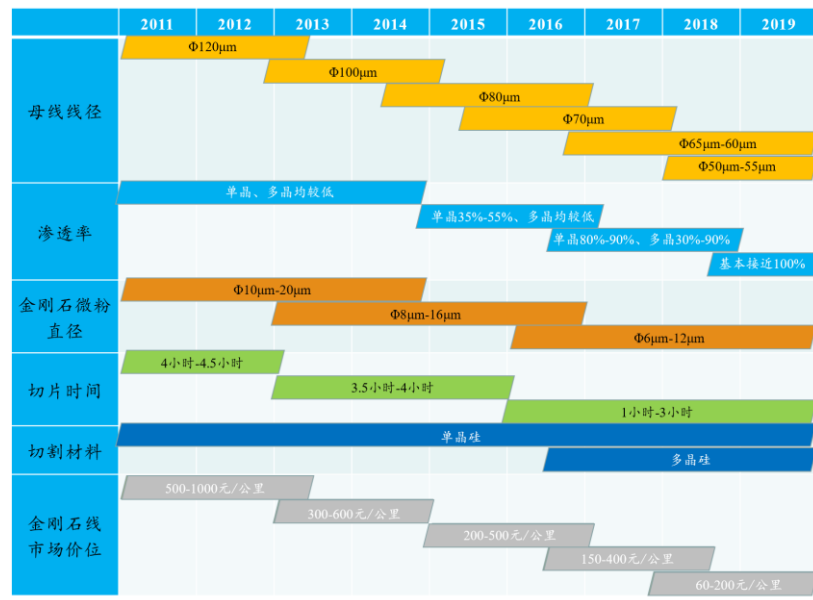 2011 2012 2013 2014 2015 2016 2017 2018 2019
母线线径
Φ120μm
Φ100μm
Φ80μm
Φ70μm
Φ65μm-60μm
Φ50μm-55μm
渗透率
单晶、多晶均较低
单晶35%-55%、多晶均较低
单晶80%-90%、多晶30%-90%
基本接近100%
金刚石微粉
直径
Φ10μm-20μm
Φ8μm-16μm
Φ6μm-12μm
切片时间
4小时-4.5小时
3.5小时-4小时
1小时-3小时
切割材料
单晶硅
多晶硅
金刚石线
市场价位
500-1000元/公里
300-600元/公里
200-500元/公里
150-400元/公里
60-200元/公里